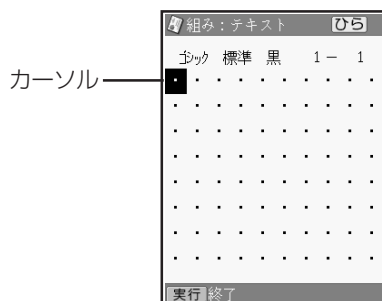 組み：テキスト ひら
ゴシック 標準 黒 1－ 1
カーソル
実行 終了